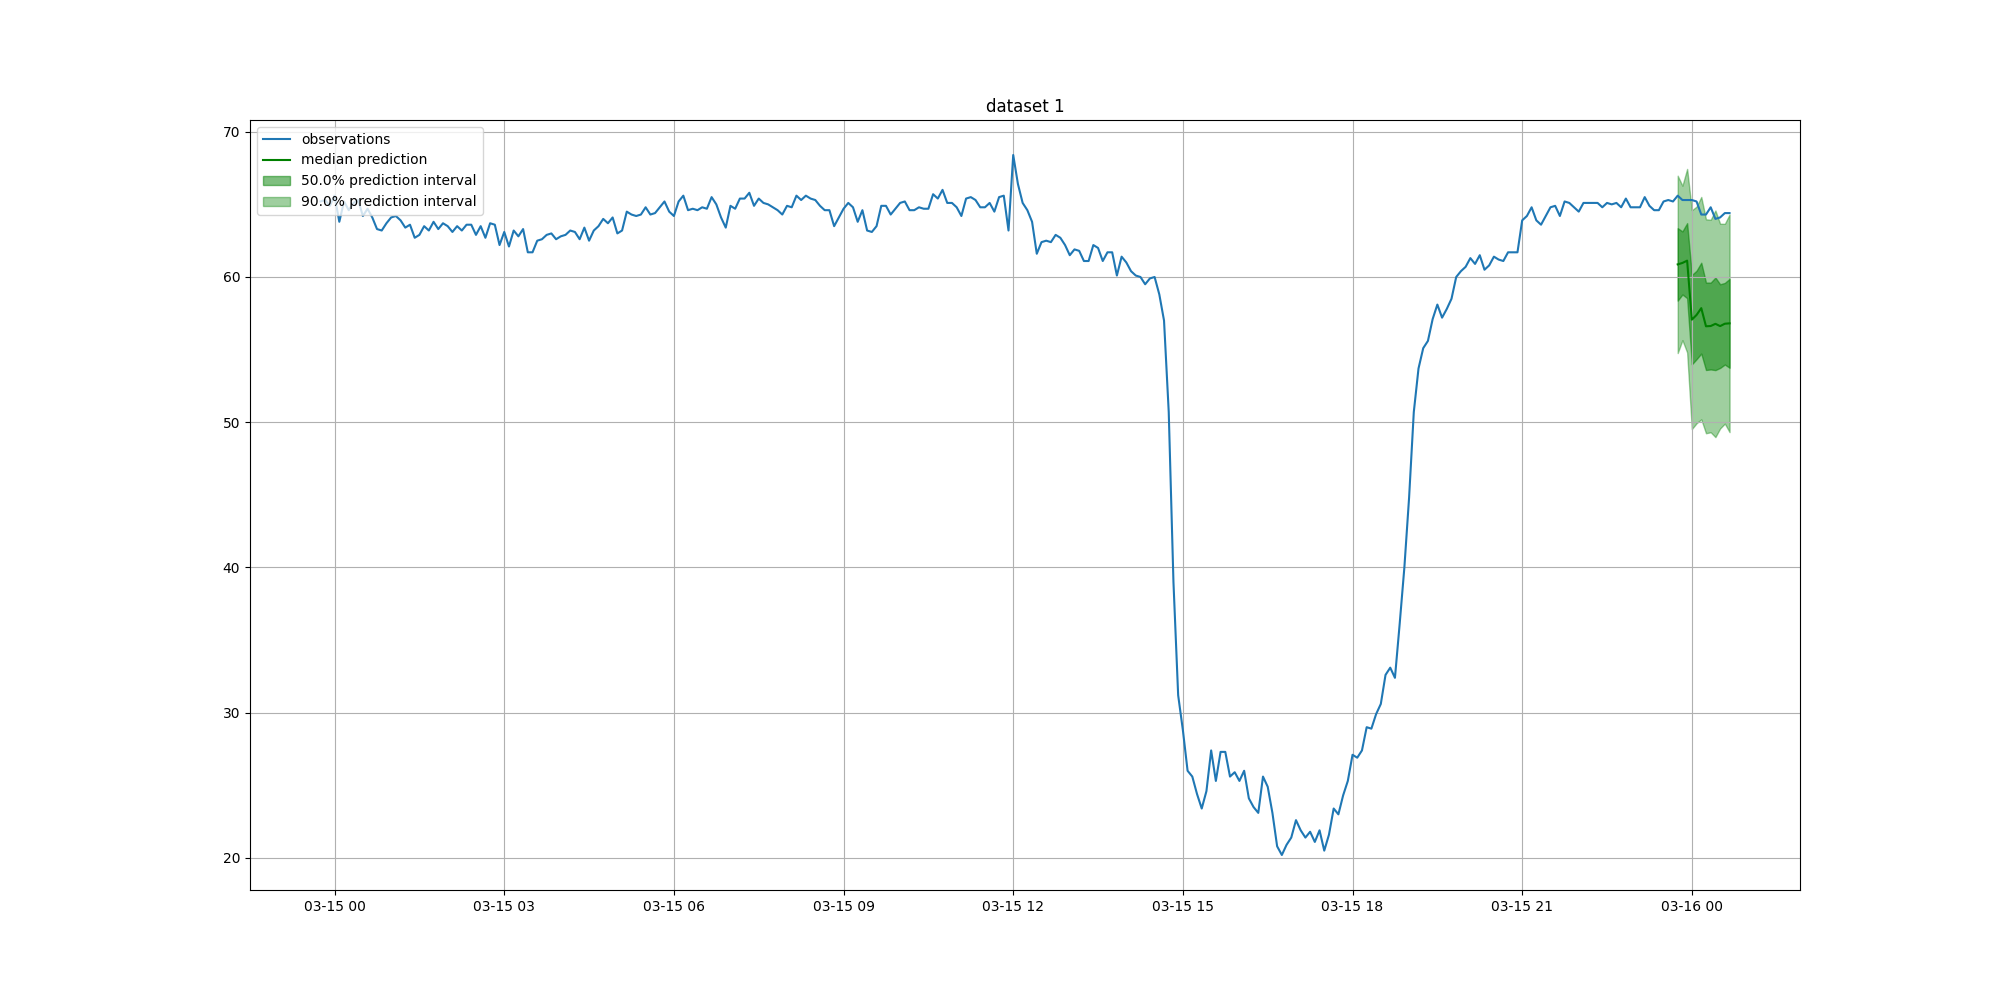 dataset 1
observations
median prediction
50.0% prediction interval
90.0% prediction interval
70
60
50
40
30
20
03-15 00 03-15 03 03-15 06 03-15 09 03-15 12 03-15 15 03-15 18 03-15 21 03-16 00